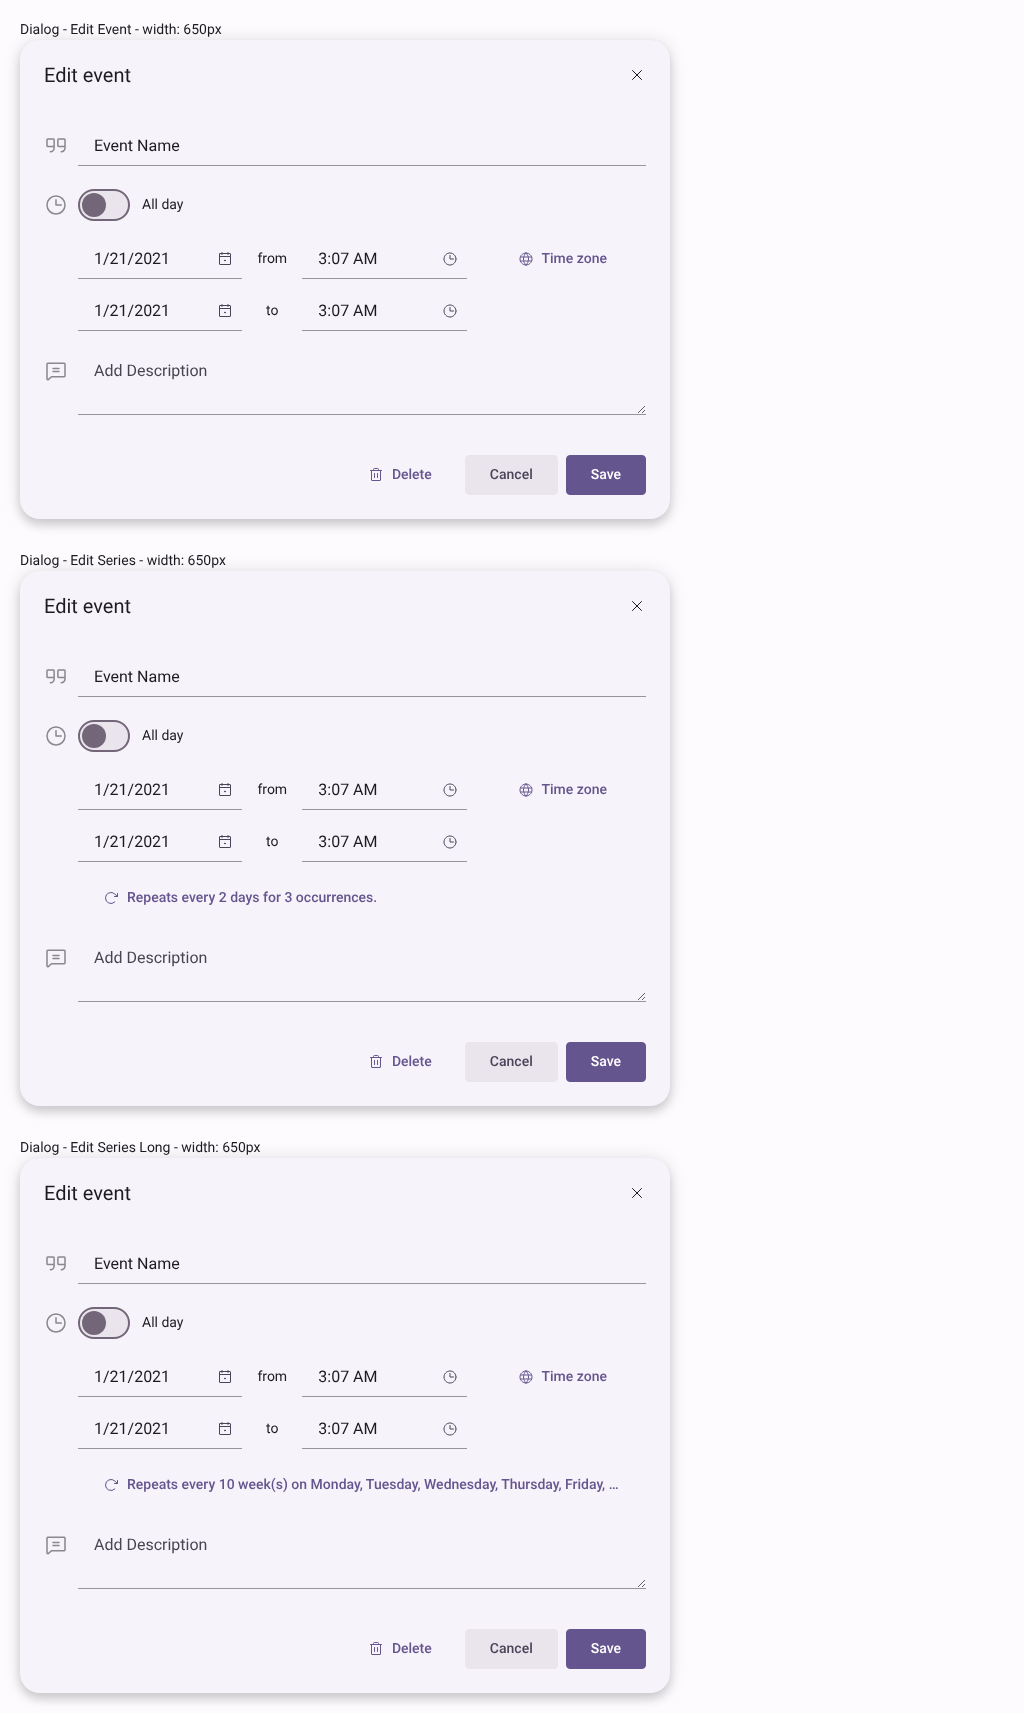 Dialog - Edit Event - width: 650px
Edit event
Event Name
All day
1/21/2021 from 3:07 AM Time zone
1/21/2021 to 3:07 AM
Add Description
Delete Cancel Save
Dialog - Edit Series - width: 650px
Edit event
Event Name
All day
1/21/2021 from 3:07 AM Time zone
1/21/2021 to 3:07 AM
Repeats every 2 days for 3 occurrences.
Add Description
Delete Cancel Save
Dialog - Edit Series Long - width: 650px
Edit event
Event Name
All day
1/21/2021 from 3:07 AM Time zone
1/21/2021 to 3:07 AM
Repeats every 10 week(s) on Monday, Tuesday, Wednesday, Thursday, Friday, ...
Add Description
Delete Cancel Save